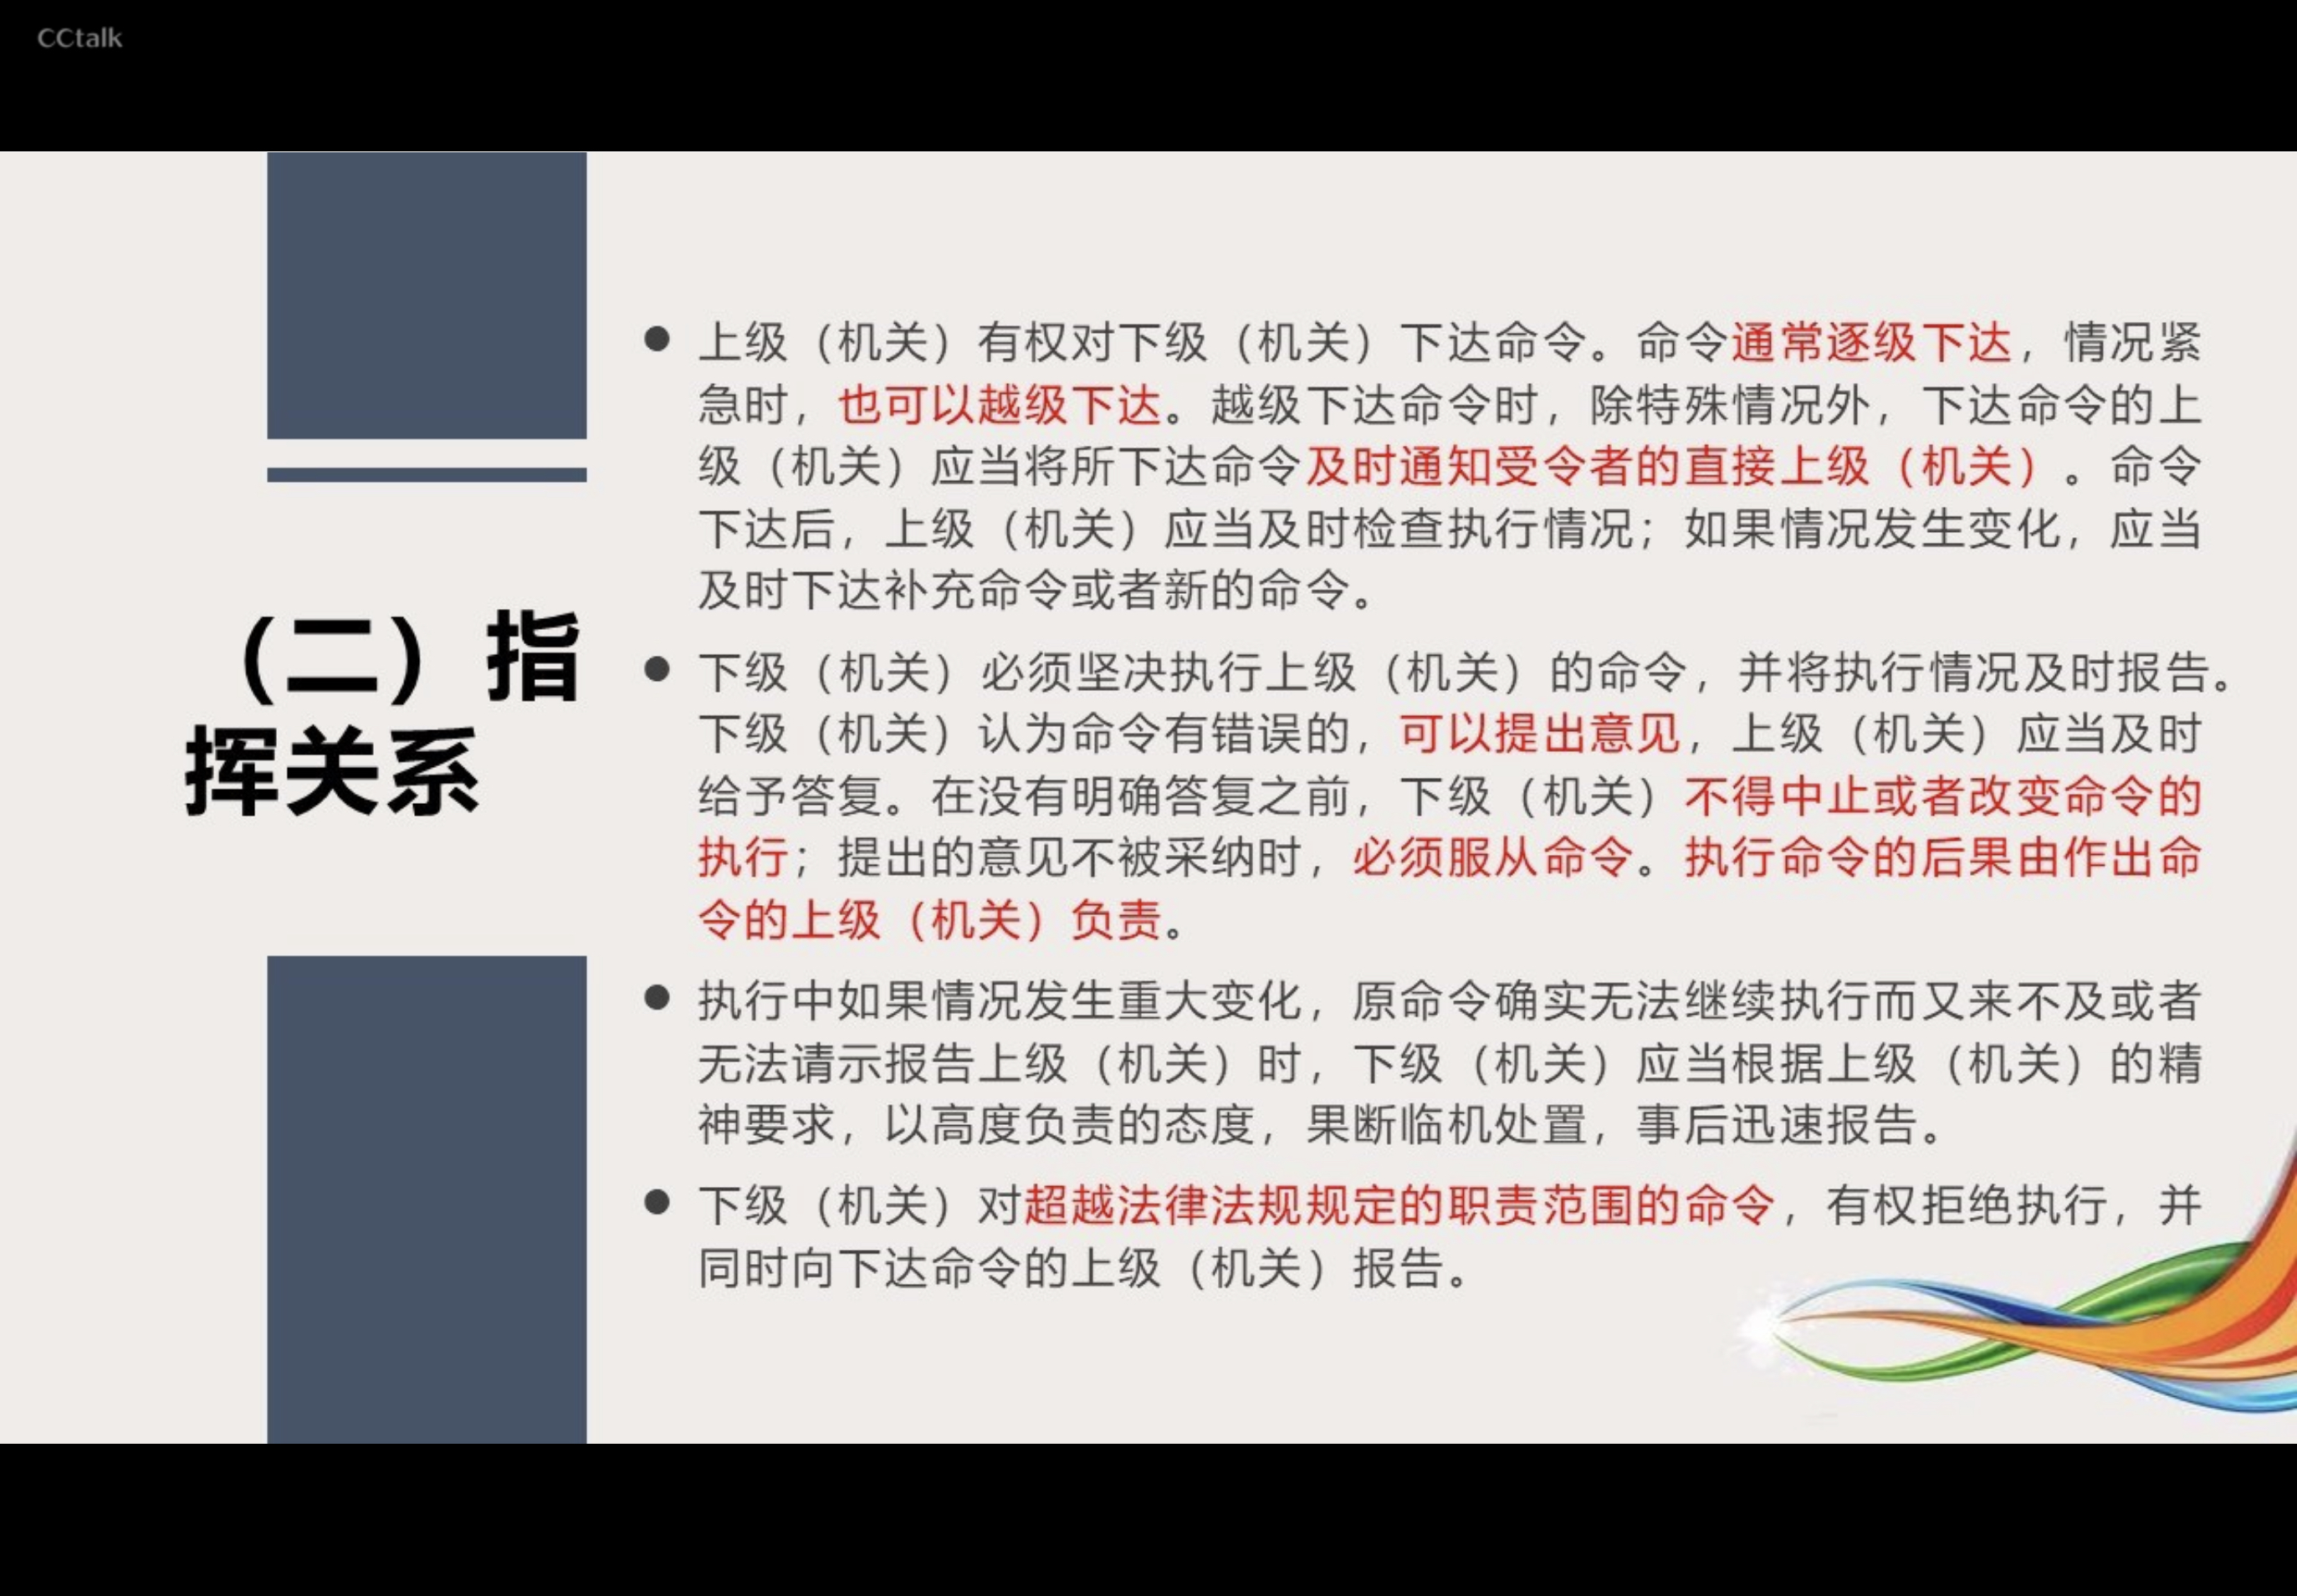 CCtalk
（二）指
挥关系
● 上级（机关）有权对下级（机关）下达命令。命令通常逐级下达，情况紧
急时，也可以越级下达。越级下达命令时，除特殊情况外，下达命令的上
级（机关）应当将所下达命令及时通知受令者的直接上级（机关）。命令
下达后，上级（机关）应当及时检查执行情况；如果情况发生变化，应当
及时下达补充命令或者新的命令。
● 下级（机关）必须坚决执行上级（机关）的命令，并将执行情况及时报告。
下级（机关）认为命令有错误的，可以提出意见，上级（机关）应当及时
给予答复。在没有明确答复之前，下级（机关）不得中止或者改变命令的
执行；提出的意见不被采纳时，必须服从命令。执行命令的后果由作出命
令的上级（机关）负责。
● 执行中如果情况发生重大变化，原命令确实无法继续执行而又来不及或者
无法请示报告上级（机关）时，下级（机关）应当根据上级（机关）的精
神要求，以高度负责的态度，果断临机处置，事后迅速报告。
● 下级（机关）对超越法律法规规定的职责范围的命令，有权拒绝执行，并
同时向下达命令的上级（机关）报告。